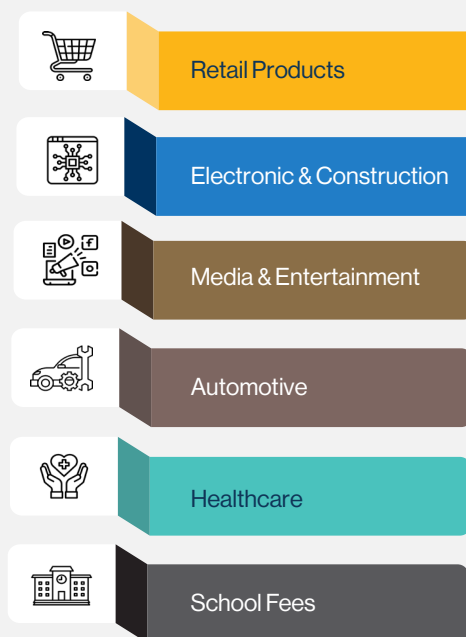 Retail Products
Electronic & Construction
Media & Entertainment
Automotive
Healthcare
School Fees